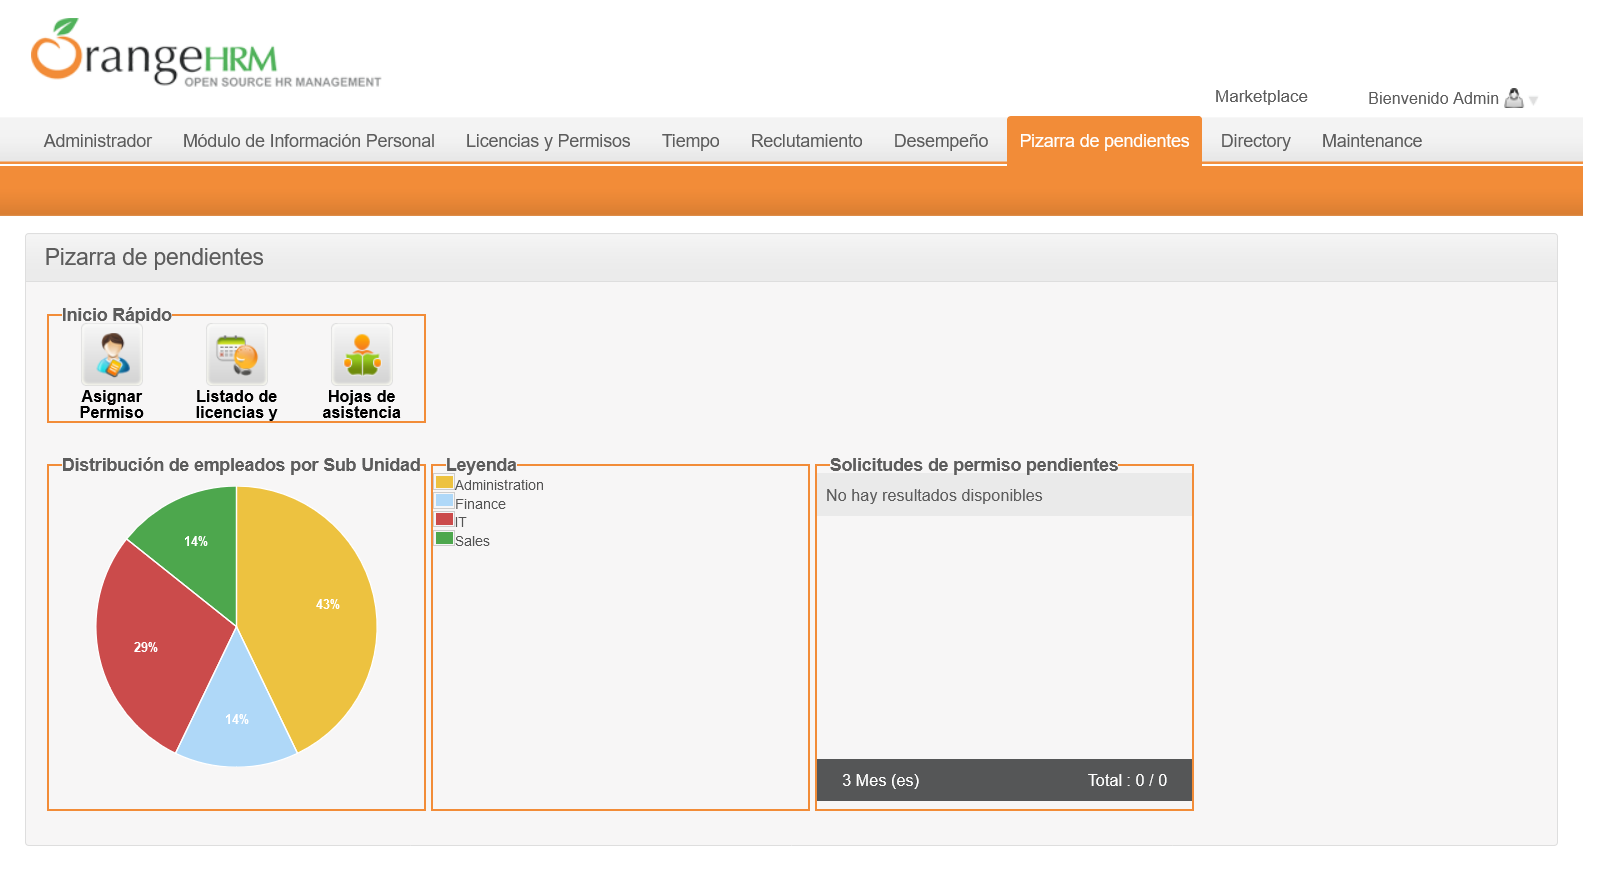 OrangeHRM
OPEN SOURCE HR MANAGEMENT
Marketplace
Bienvenido Admin
Administrador
Módulo de Información Personal
Licencias y Permisos
Tiempo
Reclutamiento
Desempeño
Pizarra de pendientes
Directory
Maintenance
Pizarra de pendientes
Inicio Rápido
Asignar
Permiso
Listado de
licencias y
Hojas de
asistencia
Distribución de empleados por Sub Unidad
14%
43%
29%
14%
Leyenda
Administration
Finance
IT
Sales
Solicitudes de permiso pendientes
No hay resultados disponibles
3 Mes (es)
Total : 0 / 0